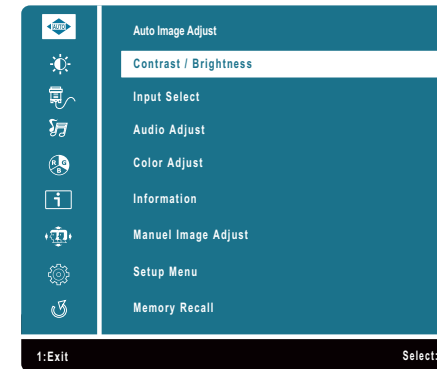 AUTO
Auto Image Adjust
Contrast / Brightness
Input Select
Audio Adjust
R G
B
Color Adjust
i
Information
Manuel Image Adjust
Setup Menu
Memory Recall
1:Exit
Select: